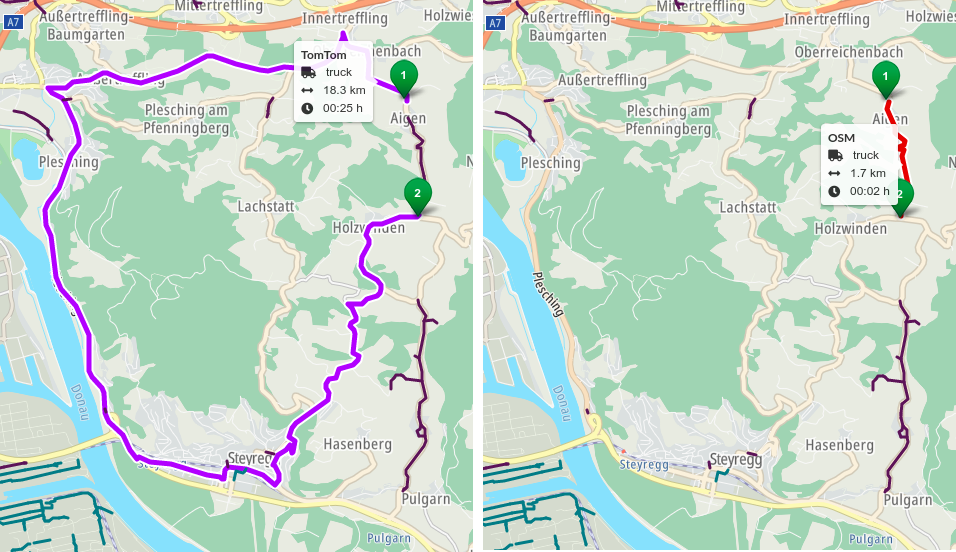 A7
Außertreffling-
Baumgarten
Mittertreffling
Innertreffling
Holzwies
TomTom
truck
18.3 km
00:25 h
enbach
1
Außertreffling
Plesching am
Pfenningberg
Aigen
Plesching
2
Lachstatt
Holzwinden
Donau
Hasenberg
Steyregg
Steyregg
Pulgarn
Pulgarn
A7
Außertreffling-
Baumgarten
Mittertreffling
Innertreffling
Holzwies
Oberreichenbach
1
Außertreffling
Plesching am
Pfenningberg
Aigen
OSM
truck
1.7 km
00:02 h
Plesching
2
Lachstatt
Holzwinden
Plesching
Donau
Hasenberg
Steyregg
Steyregg
Pulgarn
Pulgarn